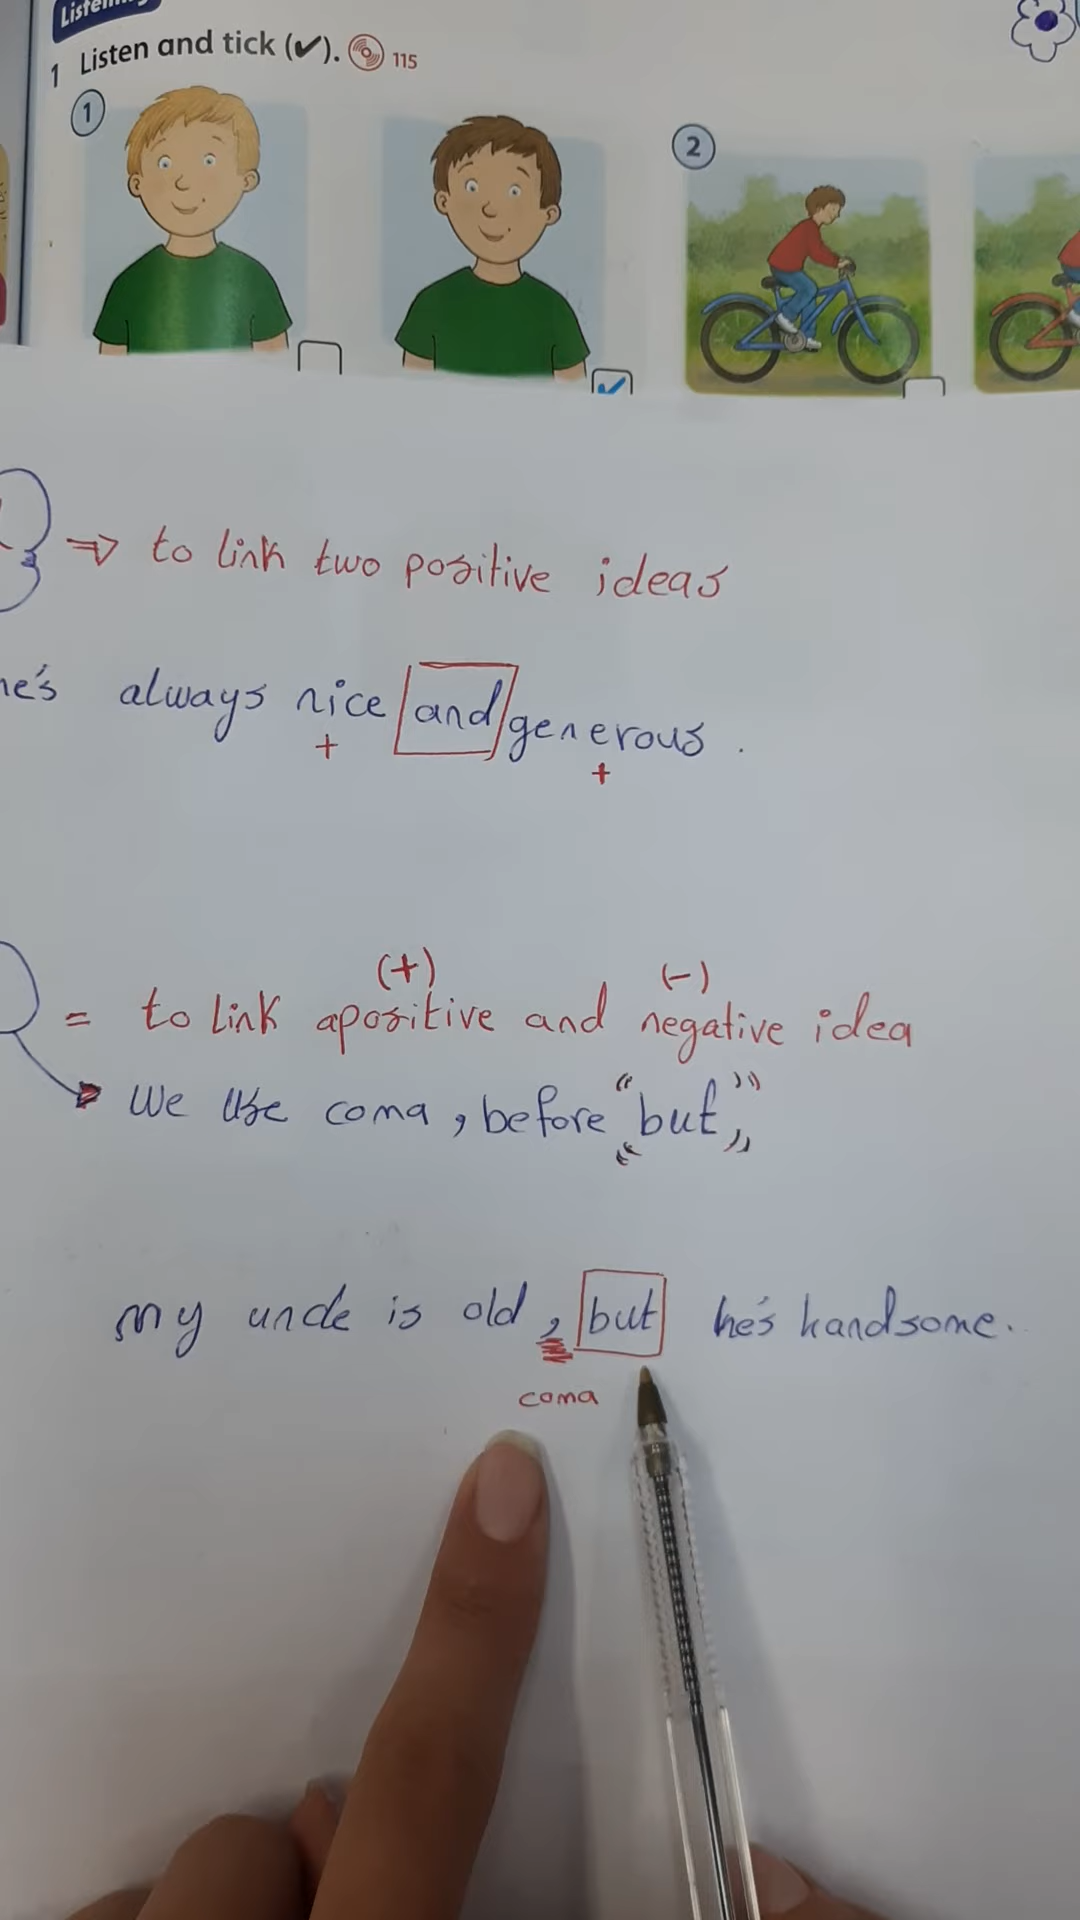 1 Listen and tick (✔). 115
1
2
⇒ to link two positive ideas
always nice and generous .
+
+
(+) (-)
= to link apositive and negative idea
We use coma , before "but"
my uncle is old , but he's handsome.
coma